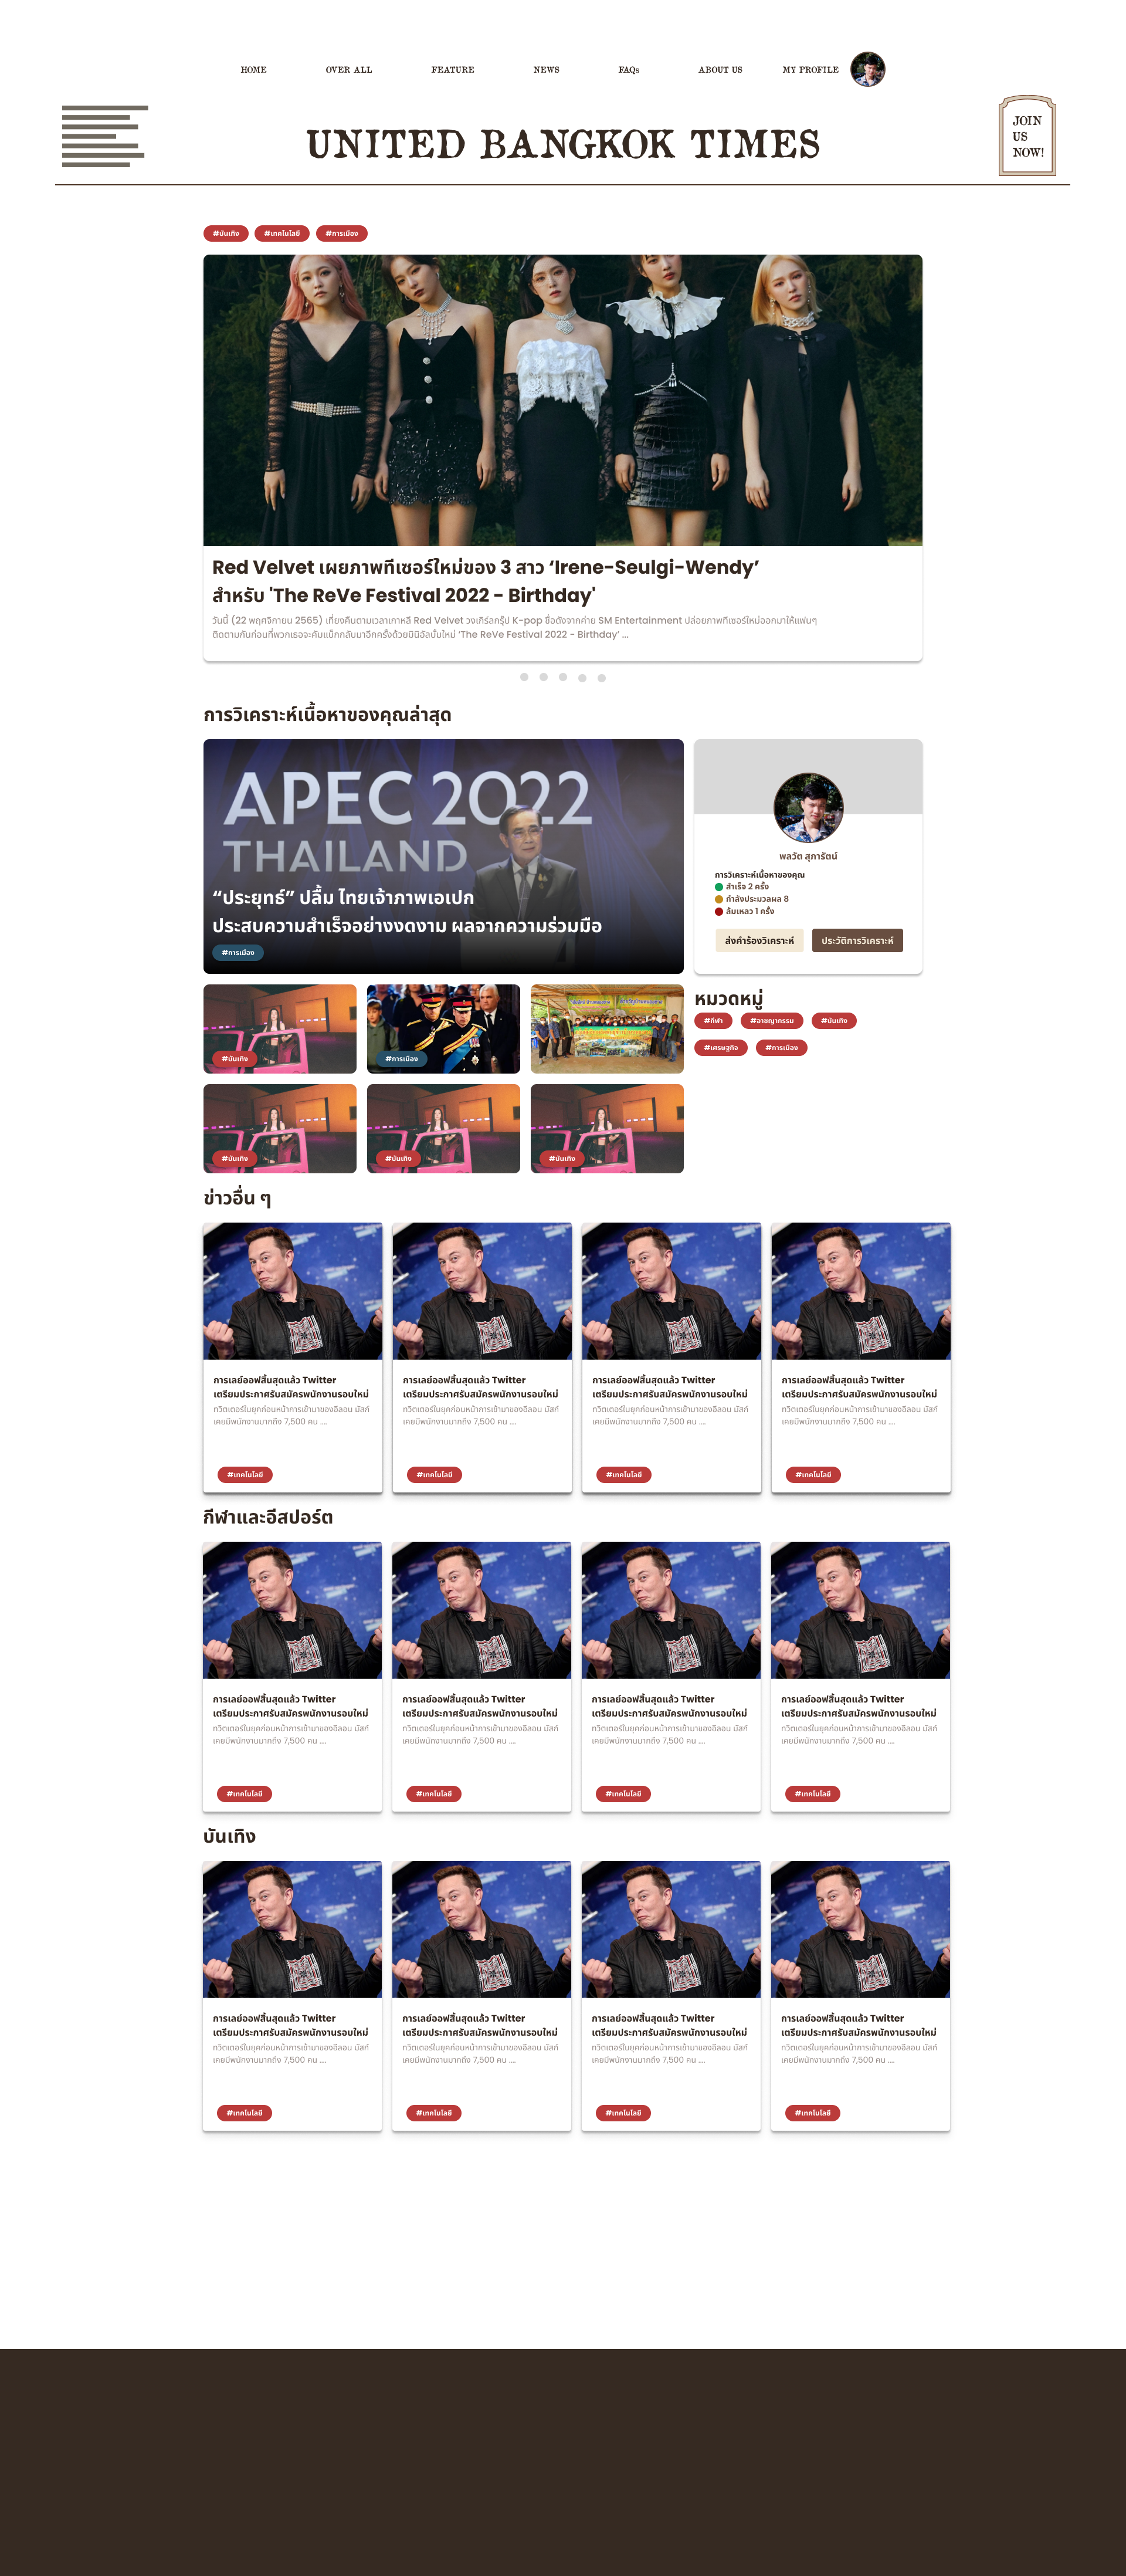 HOME OVER ALL FEATURE NEWS FAQs ABOUT US MY PROFILE
UNITED BANGKOK TIMES
JOIN
US
NOW!
#บันเทิง #เทคโนโลยี #การเมือง
Red Velvet เผยภาพทีเซอร์ใหม่ของ 3 สาว ‘Irene-Seulgi-Wendy’
สำหรับ 'The ReVe Festival 2022 - Birthday'
วันนี้ (22 พฤศจิกายน 2565) เที่ยงคืนตามเวลาเกาหลี Red Velvet วงเกิร์ลกรุ๊ป K-pop ชื่อดังจากค่าย SM Entertainment ปล่อยภาพทีเซอร์ใหม่ออกมาให้แฟนๆ
ติดตามกันก่อนที่พวกเธอจะคัมแบ็กกลับมาอีกครั้งด้วยมินิอัลบั้มใหม่ ‘The ReVe Festival 2022 - Birthday’ ...
การวิเคราะห์เนื้อหาของคุณล่าสุด
APEC 2022
THAILAND
“ประยุทธ์” ปลื้ม ไทยเจ้าภาพเอเปก
ประสบความสำเร็จอย่างงดงาม ผลจากความร่วมมือ
#การเมือง
พลวัต สุภารัตน์
การวิเคราะห์เนื้อหาของคุณ
สำเร็จ 2 ครั้ง
กำลังประมวลผล 8
ล้มเหลว 1 ครั้ง
ส่งคำร้องวิเคราะห์ ประวัติการวิเคราะห์
#บันเทิง #การเมือง
หมวดหมู่
#กีฬา #อาชญากรรม #บันเทิง
#เศรษฐกิจ #การเมือง
#บันเทิง #บันเทิง #บันเทิง
ข่าวอื่น ๆ
การเลย์ออฟสิ้นสุดแล้ว Twitter
เตรียมประกาศรับสมัครพนักงานรอบใหม่
ทวิตเตอร์ในยุคก่อนหน้าการเข้ามาของอีลอน มัสก์
เคยมีพนักงานมากถึง 7,500 คน ....
#เทคโนโลยี
การเลย์ออฟสิ้นสุดแล้ว Twitter
เตรียมประกาศรับสมัครพนักงานรอบใหม่
ทวิตเตอร์ในยุคก่อนหน้าการเข้ามาของอีลอน มัสก์
เคยมีพนักงานมากถึง 7,500 คน ....
#เทคโนโลยี
การเลย์ออฟสิ้นสุดแล้ว Twitter
เตรียมประกาศรับสมัครพนักงานรอบใหม่
ทวิตเตอร์ในยุคก่อนหน้าการเข้ามาของอีลอน มัสก์
เคยมีพนักงานมากถึง 7,500 คน ....
#เทคโนโลยี
การเลย์ออฟสิ้นสุดแล้ว Twitter
เตรียมประกาศรับสมัครพนักงานรอบใหม่
ทวิตเตอร์ในยุคก่อนหน้าการเข้ามาของอีลอน มัสก์
เคยมีพนักงานมากถึง 7,500 คน ....
#เทคโนโลยี
กีฬาและอีสปอร์ต
การเลย์ออฟสิ้นสุดแล้ว Twitter
เตรียมประกาศรับสมัครพนักงานรอบใหม่
ทวิตเตอร์ในยุคก่อนหน้าการเข้ามาของอีลอน มัสก์
เคยมีพนักงานมากถึง 7,500 คน ....
#เทคโนโลยี
การเลย์ออฟสิ้นสุดแล้ว Twitter
เตรียมประกาศรับสมัครพนักงานรอบใหม่
ทวิตเตอร์ในยุคก่อนหน้าการเข้ามาของอีลอน มัสก์
เคยมีพนักงานมากถึง 7,500 คน ....
#เทคโนโลยี
การเลย์ออฟสิ้นสุดแล้ว Twitter
เตรียมประกาศรับสมัครพนักงานรอบใหม่
ทวิตเตอร์ในยุคก่อนหน้าการเข้ามาของอีลอน มัสก์
เคยมีพนักงานมากถึง 7,500 คน ....
#เทคโนโลยี
การเลย์ออฟสิ้นสุดแล้ว Twitter
เตรียมประกาศรับสมัครพนักงานรอบใหม่
ทวิตเตอร์ในยุคก่อนหน้าการเข้ามาของอีลอน มัสก์
เคยมีพนักงานมากถึง 7,500 คน ....
#เทคโนโลยี
บันเทิง
การเลย์ออฟสิ้นสุดแล้ว Twitter
เตรียมประกาศรับสมัครพนักงานรอบใหม่
ทวิตเตอร์ในยุคก่อนหน้าการเข้ามาของอีลอน มัสก์
เคยมีพนักงานมากถึง 7,500 คน ....
#เทคโนโลยี
การเลย์ออฟสิ้นสุดแล้ว Twitter
เตรียมประกาศรับสมัครพนักงานรอบใหม่
ทวิตเตอร์ในยุคก่อนหน้าการเข้ามาของอีลอน มัสก์
เคยมีพนักงานมากถึง 7,500 คน ....
#เทคโนโลยี
การเลย์ออฟสิ้นสุดแล้ว Twitter
เตรียมประกาศรับสมัครพนักงานรอบใหม่
ทวิตเตอร์ในยุคก่อนหน้าการเข้ามาของอีลอน มัสก์
เคยมีพนักงานมากถึง 7,500 คน ....
#เทคโนโลยี
การเลย์ออฟสิ้นสุดแล้ว Twitter
เตรียมประกาศรับสมัครพนักงานรอบใหม่
ทวิตเตอร์ในยุคก่อนหน้าการเข้ามาของอีลอน มัสก์
เคยมีพนักงานมากถึง 7,500 คน ....
#เทคโนโลยี